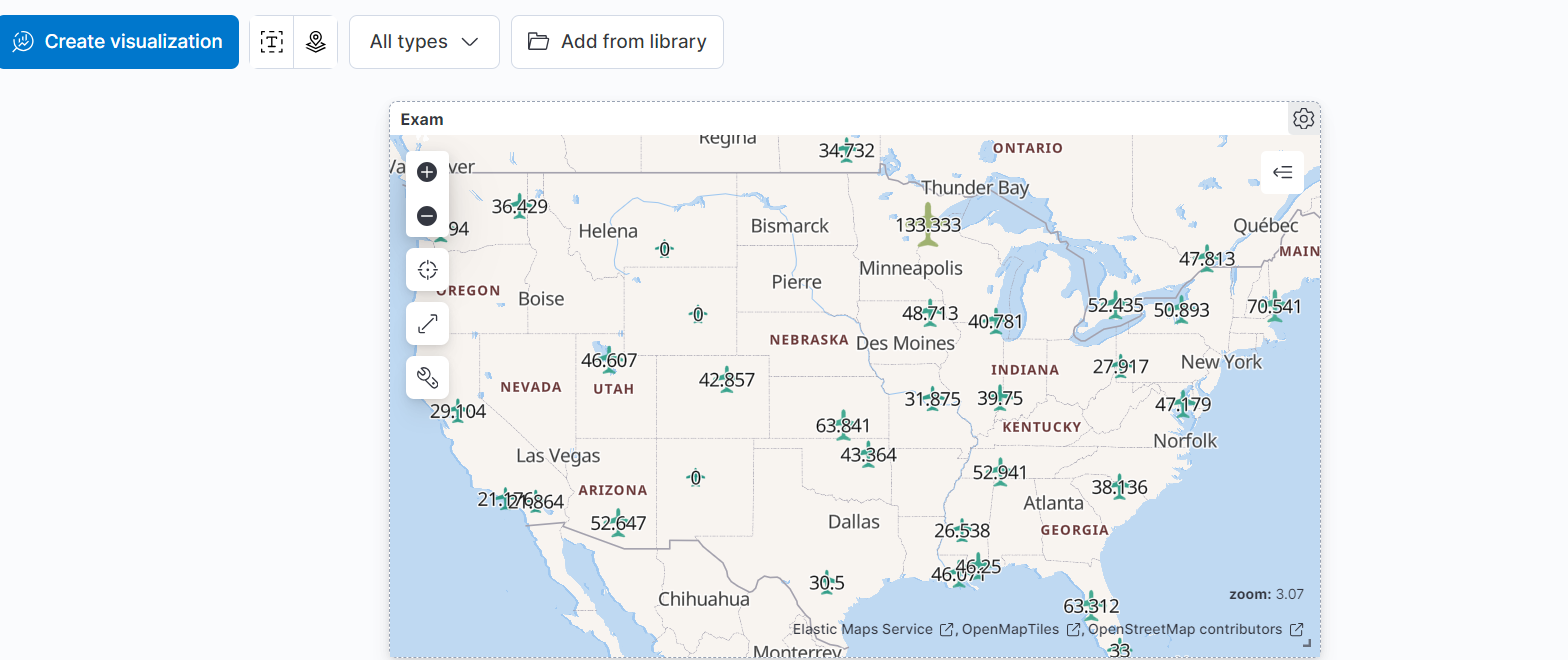 Create visualization
All types
Add from library
Exam
Regina
34.732
ONTARIO
ver
Thunder Bay
36.429
94
Helena
Bismarck
133.333
Québec
0
47.813
MAIN
Minneapolis
Pierre
OREGON
Boise
52.435
50.893
70.541
0
48.713
40.781
NEBRASKA
Des Moines
46.607
New York
INDIANA
27.917
42.857
NEVADA
UTAH
31.875
39.75
47.179
29.104
63.841
KENTUCKY
Norfolk
43.364
Las Vegas
0
52.941
38.136
ARIZONA
21.176
21.864
Atlanta
52.647
Dallas
26.538
GEORGIA
46.25
30.5
Chihuahua
zoom: 3.07
63.312
Elastic Maps Service , OpenMapTiles , OpenStreetMap contributors
Monterrey
33